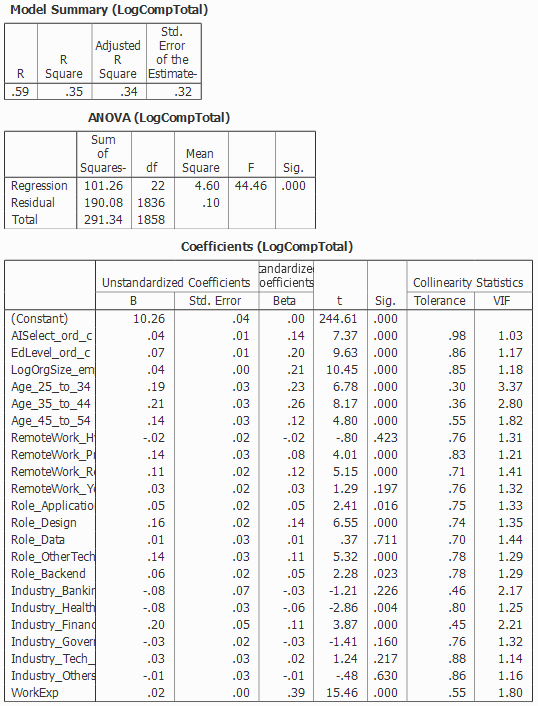 Model Summary (LogCompTotal)
R R Square Adjusted R Square Std. Error of the Estimate-
.59 .35 .34 .32
ANOVA (LogCompTotal)
Sum of Squares- df Mean Square F Sig.
Regression 101.26 22 4.60 44.46 .000
Residual 190.08 1836 .10
Total 291.34 1858
Coefficients (LogCompTotal)
Unstandardized Coefficients tandardize oefficients Collinearity Statistics
B Std. Error Beta t Sig. Tolerance VIF
(Constant) 10.26 .04 .00 244.61 .000
AISelect_ord_c .04 .01 .14 7.37 .000 .98 1.03
EdLevel_ord_c .07 .01 .20 9.63 .000 .86 1.17
LogOrgSize_em .04 .00 .21 10.45 .000 .85 1.18
Age_25_to_34 .19 .03 .23 6.78 .000 .30 3.37
Age_35_to_44 .21 .03 .26 8.17 .000 .36 2.80
Age_45_to_54 .14 .03 .12 4.80 .000 .55 1.82
RemoteWork_H -.02 .02 -.02 -.80 .423 .76 1.31
RemoteWork_Pr .14 .03 .08 4.01 .000 .83 1.21
RemoteWork_Re .11 .02 .12 5.15 .000 .71 1.41
RemoteWork_Yo .03 .02 .03 1.29 .197 .76 1.32
Role_Applicatio .05 .02 .05 2.41 .016 .75 1.33
Role_Design .16 .02 .14 6.55 .000 .74 1.35
Role_Data .01 .03 .01 .37 .711 .70 1.44
Role_OtherTech .14 .03 .11 5.32 .000 .78 1.29
Role_Backend .06 .02 .05 2.28 .023 .78 1.29
Industry_Bankin -.08 .07 -.03 -1.21 .226 .46 2.17
Industry_Health -.08 .03 -.06 -2.86 .004 .80 1.25
Industry_Financ .20 .05 .11 3.87 .000 .45 2.21
Industry_Gover -.03 .02 -.03 -1.41 .160 .76 1.32
Industry_Tech_ .03 .03 .02 1.24 .217 .88 1.14
Industry_Others -.01 .03 -.01 -.48 .630 .86 1.16
WorkExp .02 .00 .39 15.46 .000 .55 1.80